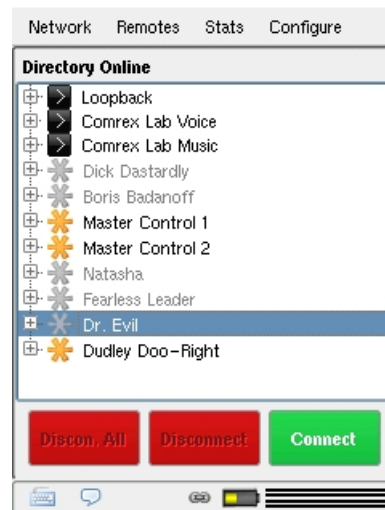 Network Remotes Stats Configure
Directory Online
Loopback
Comrex Lab Voice
Comrex Lab Music
Dick Dastardly
Boris Badanoff
Master Control 1
Master Control 2
Natasha
Fearless Leader
Dr. Evil
Dudley Doo-Right
Discon. All Disconnect Connect